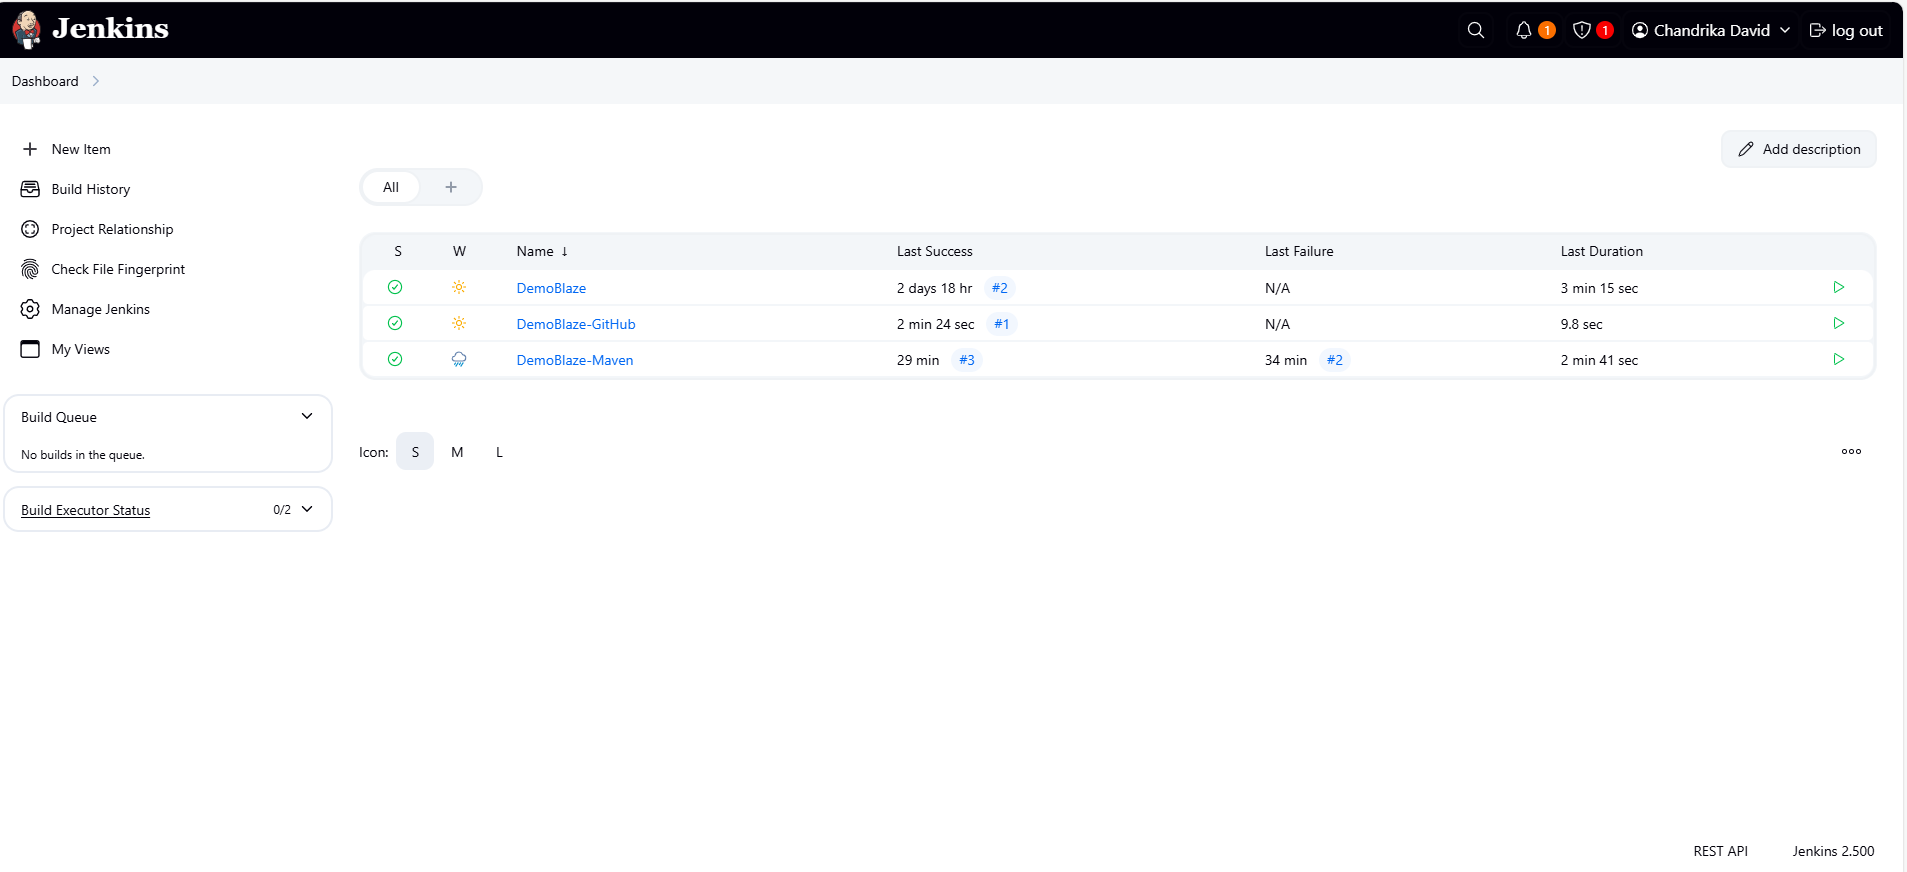 Jenkins
1 1 Chandrika David log out
Dashboard
New Item
Build History
Project Relationship
Check File Fingerprint
Manage Jenkins
My Views
Build Queue
No builds in the queue.
Build Executor Status 0/2
Add description
All +
S W Name ↓ Last Success Last Failure Last Duration
DemoBlaze 2 days 18 hr #2 N/A 3 min 15 sec
DemoBlaze-GitHub 2 min 24 sec #1 N/A 9.8 sec
DemoBlaze-Maven 29 min #3 34 min #2 2 min 41 sec
Icon: S M L
REST API Jenkins 2.500